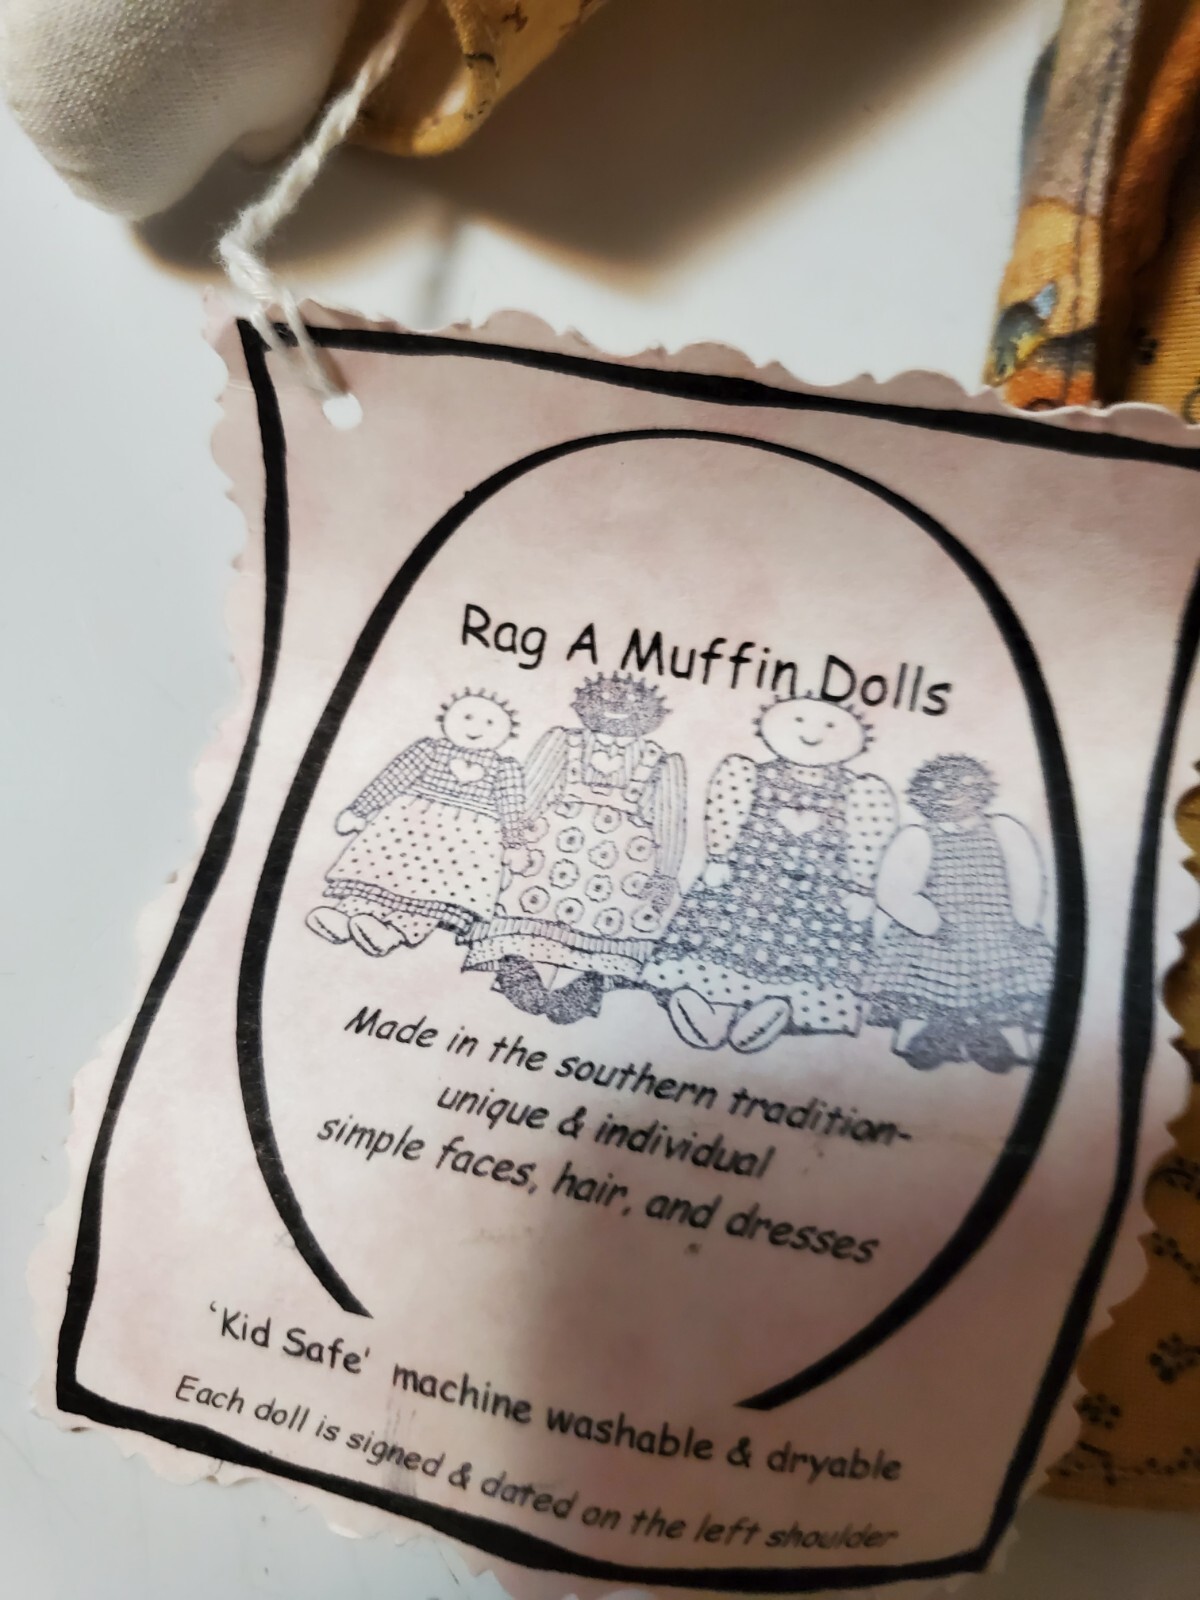 Rag A Muffin Dolls
Made in the southern tradition-
unique & individual
simple faces, hair, and dresses
'Kid Safe' machine washable & dryable
Each doll is signed & dated on the left shoulder